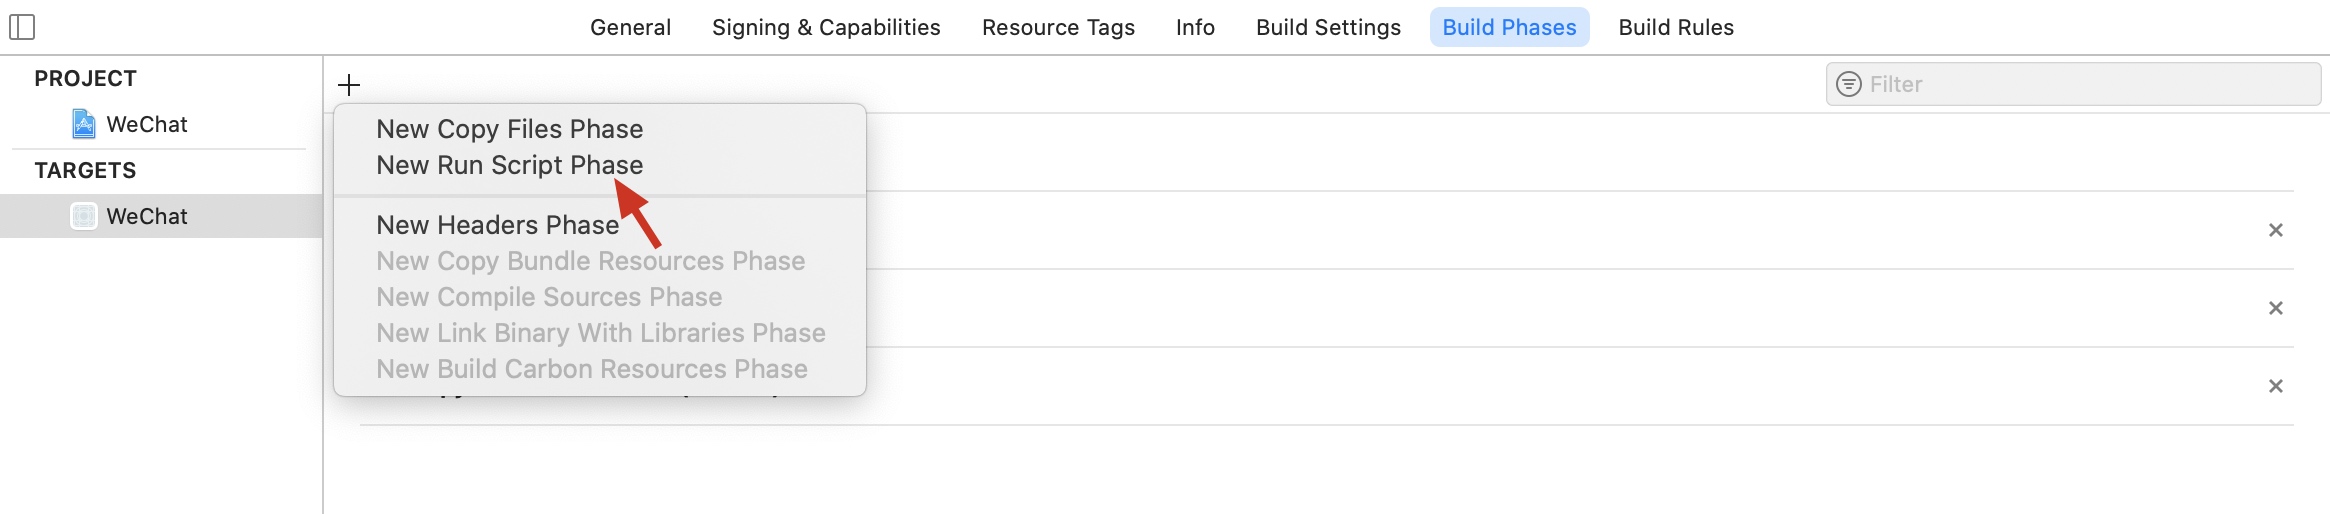 General Signing & Capabilities Resource Tags Info Build Settings Build Phases Build Rules
PROJECT
WeChat
TARGETS
WeChat
Filter
New Copy Files Phase
New Run Script Phase
New Headers Phase
New Copy Bundle Resources Phase
New Compile Sources Phase
New Link Binary With Libraries Phase
New Build Carbon Resources Phase